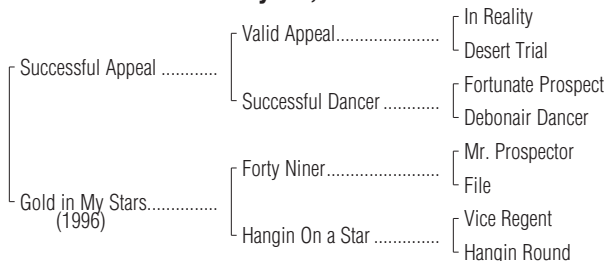 In Reality
Valid Appeal....................
Desert Trial
Successful Appeal ............
Fortunate Prospect
Successful Dancer ............
Debonair Dancer
Mr. Prospector
Forty Niner.......................
File
Gold in My Stars...............
(1996)
Vice Regent
Hangin On a Star ..............
Hangin Round